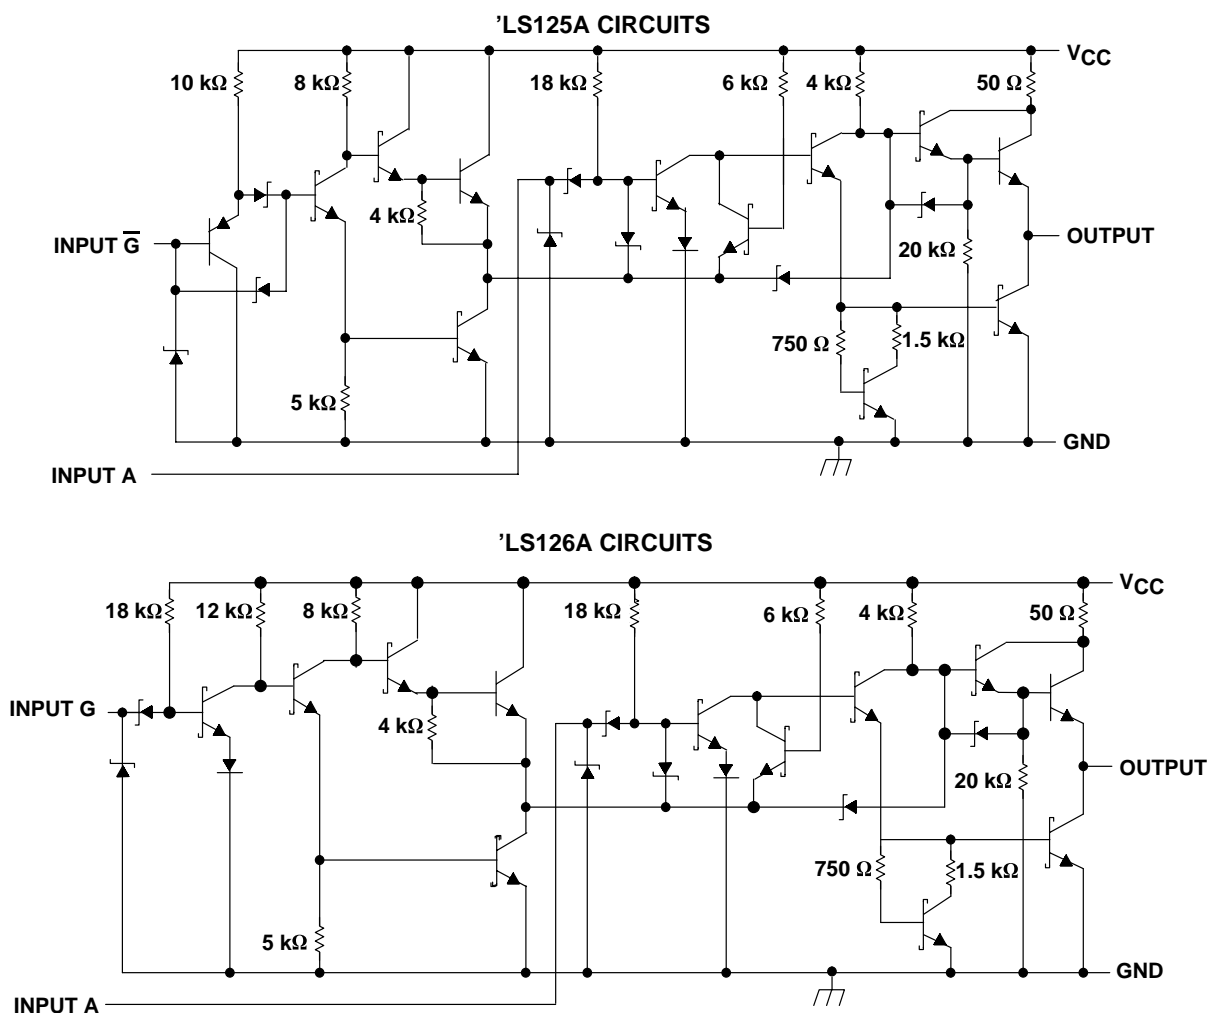 ’LS125A CIRCUITS
VCC
10 kΩ
8 kΩ
18 kΩ
6 kΩ
4 kΩ
50 Ω
4 kΩ
INPUT G̅
OUTPUT
20 kΩ
750 Ω
1.5 kΩ
5 kΩ
GND
INPUT A
’LS126A CIRCUITS
VCC
18 kΩ
12 kΩ
8 kΩ
18 kΩ
6 kΩ
4 kΩ
50 Ω
INPUT G
4 kΩ
OUTPUT
20 kΩ
750 Ω
1.5 kΩ
5 kΩ
GND
INPUT A